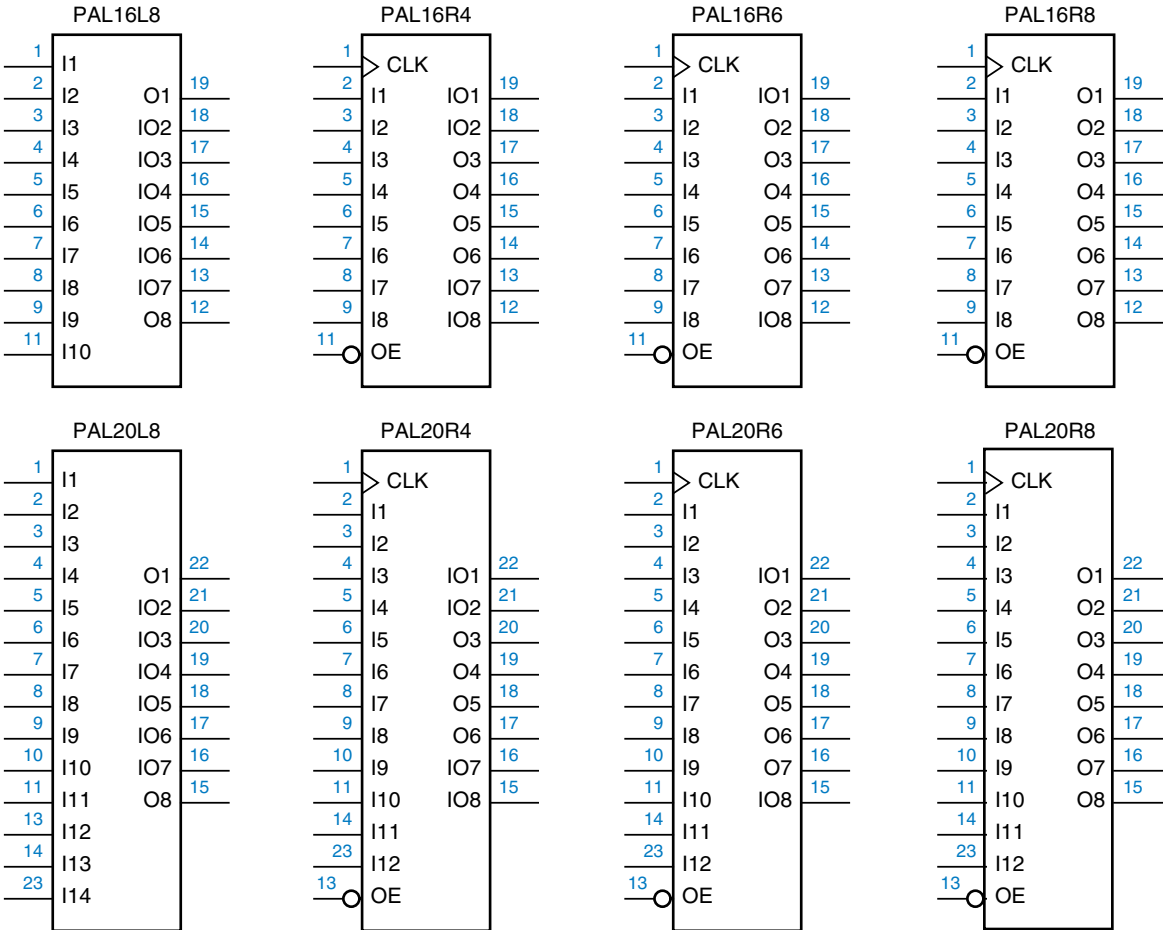 PAL16L8
1 I1
2 I2 O1 19
3 I3 IO2 18
4 I4 IO3 17
5 I5 IO4 16
6 I6 IO5 15
7 I7 IO6 14
8 I8 IO7 13
9 I9 O8 12
11 I10
PAL16R4
1 CLK
2 I1 IO1 19
3 I2 IO2 18
4 I3 O3 17
5 I4 O4 16
6 I5 O5 15
7 I6 O6 14
8 I7 IO7 13
9 I8 IO8 12
11 OE
PAL16R6
1 CLK
2 I1 IO1 19
3 I2 O2 18
4 I3 O3 17
5 I4 O4 16
6 I5 O5 15
7 I6 O6 14
8 I7 O7 13
9 I8 IO8 12
11 OE
PAL16R8
1 CLK
2 I1 O1 19
3 I2 O2 18
4 I3 O3 17
5 I4 O4 16
6 I5 O5 15
7 I6 O6 14
8 I7 O7 13
9 I8 O8 12
11 OE
PAL20L8
1 I1
2 I2
3 I3
4 I4 O1 22
5 I5 IO2 21
6 I6 IO3 20
7 I7 IO4 19
8 I8 IO5 18
9 I9 IO6 17
10 I10 IO7 16
11 I11 O8 15
13 I12
14 I13
23 I14
PAL20R4
1 CLK
2 I1
3 I2
4 I3 IO1 22
5 I4 IO2 21
6 I5 O3 20
7 I6 O4 19
8 I7 O5 18
9 I8 O6 17
10 I9 IO7 16
11 I10 IO8 15
14 I11
23 I12
13 OE
PAL20R6
1 CLK
2 I1
3 I2
4 I3 IO1 22
5 I4 O2 21
6 I5 O3 20
7 I6 O4 19
8 I7 O5 18
9 I8 O6 17
10 I9 O7 16
11 I10 IO8 15
14 I11
23 I12
13 OE
PAL20R8
1 CLK
2 I1
3 I2
4 I3 O1 22
5 I4 O2 21
6 I5 O3 20
7 I6 O4 19
8 I7 O5 18
9 I8 O6 17
10 I9 O7 16
11 I10 O8 15
14 I11
23 I12
13 OE